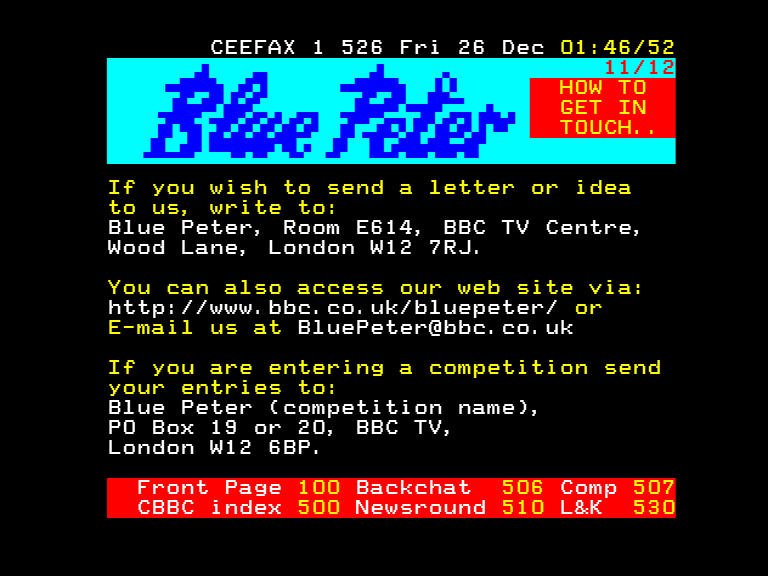 CEEFAX 1 526 Fri 26 Dec 01:46/52
11/12
Blue Peter
HOW TO
GET IN
TOUCH..
If you wish to send a letter or idea
to us, write to:
Blue Peter, Room E614, BBC TV Centre,
Wood Lane, London W12 7RJ.
You can also access our web site via:
http://www.bbc.co.uk/bluepeter/ or
E-mail us at BluePeter@bbc.co.uk
If you are entering a competition send
your entries to:
Blue Peter (competition name),
PO Box 19 or 20, BBC TV,
London W12 6BP.
Front Page 100 Backchat 506 Comp 507
CBBC index 500 Newsround 510 L&K 530